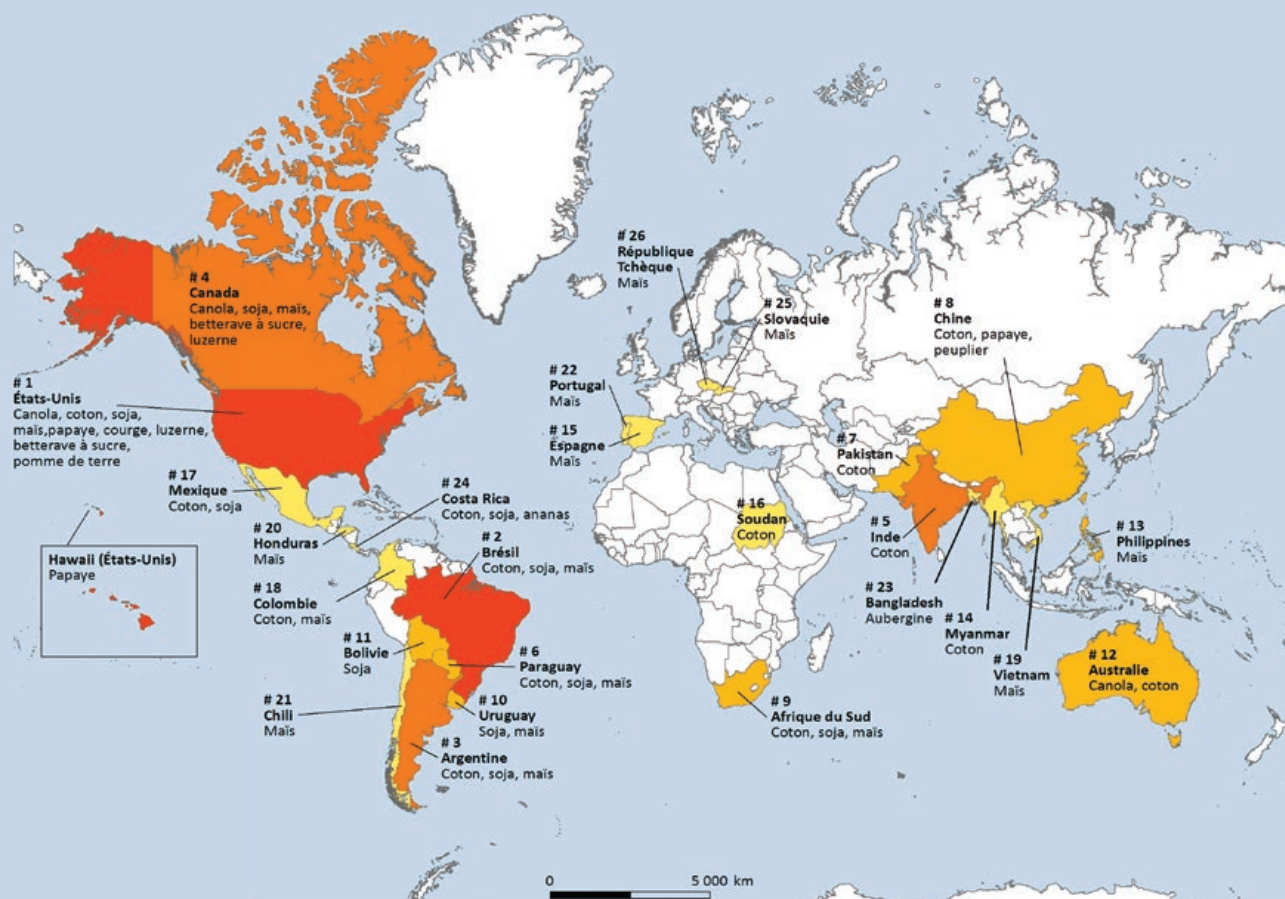 # 4
Canada
Canola, soja, maïs,
betterave à sucre,
luzerne
# 1
États-Unis
Canola, coton, soja,
maïs,papaye, courge, luzerne,
betterave à sucre,
pomme de terre
# 17
Mexique
Coton, soja
# 20
Honduras
Maïs
# 24
Costa Rica
Coton, soja, ananas
# 2
Brésil
Coton, soja, maïs
Hawaii (États-Unis)
Papaye
# 18
Colombie
Coton, maïs
# 11
Bolivie
Soja
# 6
Paraguay
Coton, soja, maïs
# 21
Chili
Maïs
# 10
Uruguay
Soja, maïs
# 3
Argentine
Coton, soja, maïs
# 26
République
Tchèque
Maïs
# 25
Slovaquie
Maïs
# 22
Portugal
Maïs
# 15
Espagne
Maïs
# 8
Chine
Coton, papaye,
peuplier
# 7
Pakistan
Coton
# 16
Soudan
Coton
# 5
Inde
Coton
# 13
Philippines
Maïs
# 23
Bangladesh
Aubergine
# 14
Myanmar
Coton
# 19
Vietnam
Maïs
# 12
Australie
Canola, coton
# 9
Afrique du Sud
Coton, soja, maïs
0 5 000 km